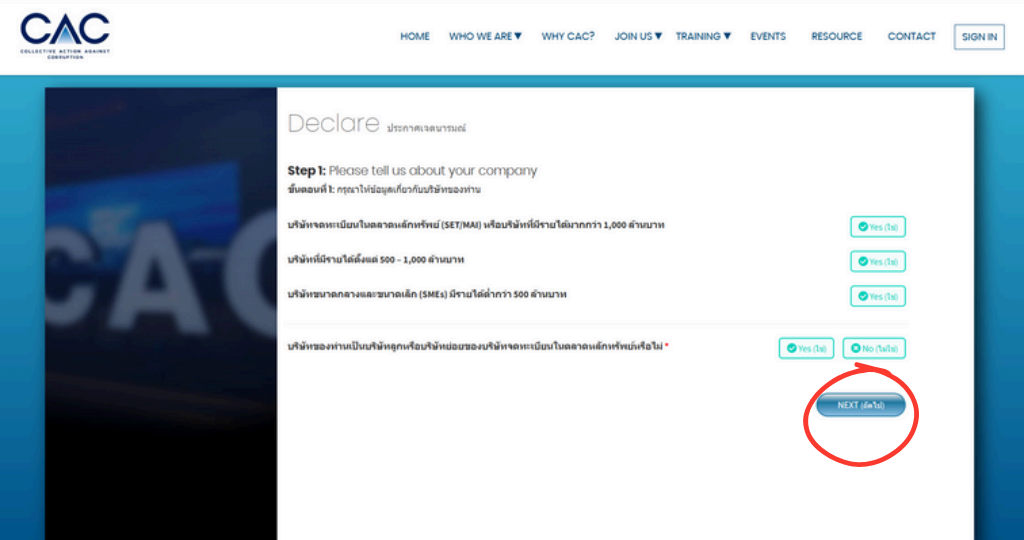 CAC
COLLECTIVE ACTION AGAINST
CORRUPTION
HOME WHO WE ARE ▼ WHY CAC? JOIN US ▼ TRAINING ▼ EVENTS RESOURCE CONTACT SIGN IN
CAC
Declare ประกาศเจตนารมณ์
Step 1: Please tell us about your company
ขั้นตอนที่ 1: กรุณาให้ข้อมูลเกี่ยวกับบริษัทของท่าน
บริษัทจดทะเบียนในตลาดหลักทรัพย์ (SET/MAI) หรือบริษัทที่มีรายได้มากกว่า 1,000 ล้านบาท Yes (ใช่)
บริษัทที่มีรายได้ตั้งแต่ 500 – 1,000 ล้านบาท Yes (ใช่)
บริษัทขนาดกลางและขนาดเล็ก (SMEs) มีรายได้ต่ำกว่า 500 ล้านบาท Yes (ใช่)
บริษัทของท่านเป็นบริษัทลูกหรือบริษัทย่อยของบริษัทจดทะเบียนในตลาดหลักทรัพย์หรือไม่ * Yes (ใช่) No (ไม่ใช่)
NEXT (ถัดไป)